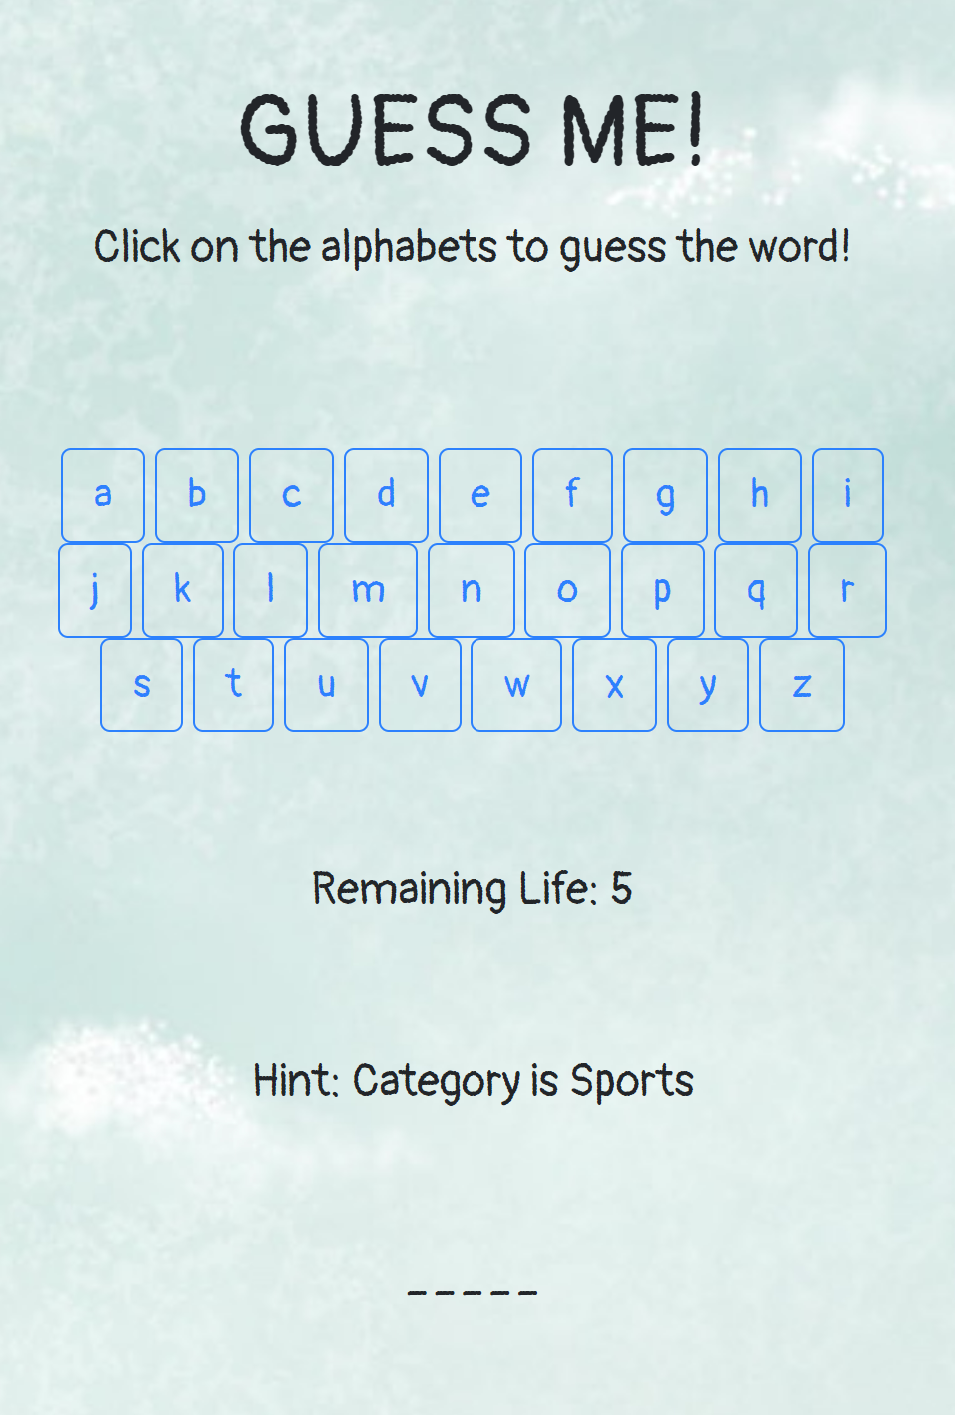 GUESS ME!
Click on the alphabets to guess the word!
a b c d e f g h i
j k l m n o p q r
s t u v w x y z
Remaining Life: 5
Hint: Category is Sports
_ _ _ _ _